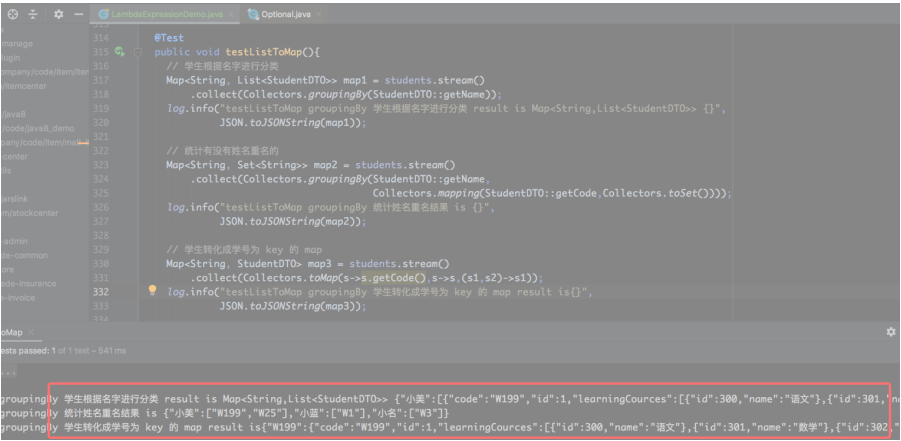 LambdaExpressionDemo.java
Optional.java
314 @Test
315 public void testListToMap(){
316 // 学生根据名字进行分类
317 Map<String, List<StudentDTO>> map1 = students.stream()
318 .collect(Collectors.groupingBy(StudentDTO::getName));
319 log.info("testListToMap groupingBy 学生根据名字进行分类 result is Map<String,List<StudentDTO>> {}",
320 JSON.toJSONString(map1));
321
322 // 统计有没有姓名重名的
323 Map<String, Set<String>> map2 = students.stream()
324 .collect(Collectors.groupingBy(StudentDTO::getName,
325 Collectors.mapping(StudentDTO::getCode,Collectors.toSet())));
326 log.info("testListToMap groupingBy 统计姓名重名结果 is {}",
327 JSON.toJSONString(map2));
328
329 // 学生转化成学号为 key 的 map
330 Map<String, StudentDTO> map3 = students.stream()
331 .collect(Collectors.toMap(s->s.getCode(),s->s,(s1,s2)->s1));
332 log.info("testListToMap groupingBy 学生转化成学号为 key 的 map result is{}",
333 JSON.toJSONString(map3));
334
manage
lugin
ompany/code/item/iter
/itemcenter
/java8
/code/java8_demo
pany/code/item/mall-i
center
ils
arslink
m/stockcenter
-admin
de-common
ore
ede-insurence
e-invoice
oMap
ests passed: 1 of 1 test – 541 ms
...
groupingBy 学生根据名字进行分类 result is Map<String,List<StudentDTO>> {"小美":[{"code":"W199","id":1,"learningCources":[{"id":300,"name":"语文"},{"id":301,"na
groupingBy 统计姓名重名结果 is {"小美":["W199","W25"],"小蓝":["W1"],"小名":["W3"]}
groupingBy 学生转化成学号为 key 的 map result is{"W199":{"code":"W199","id":1,"learningCources":[{"id":300,"name":"语文"},{"id":301,"name":"数学"},{"id":302,"